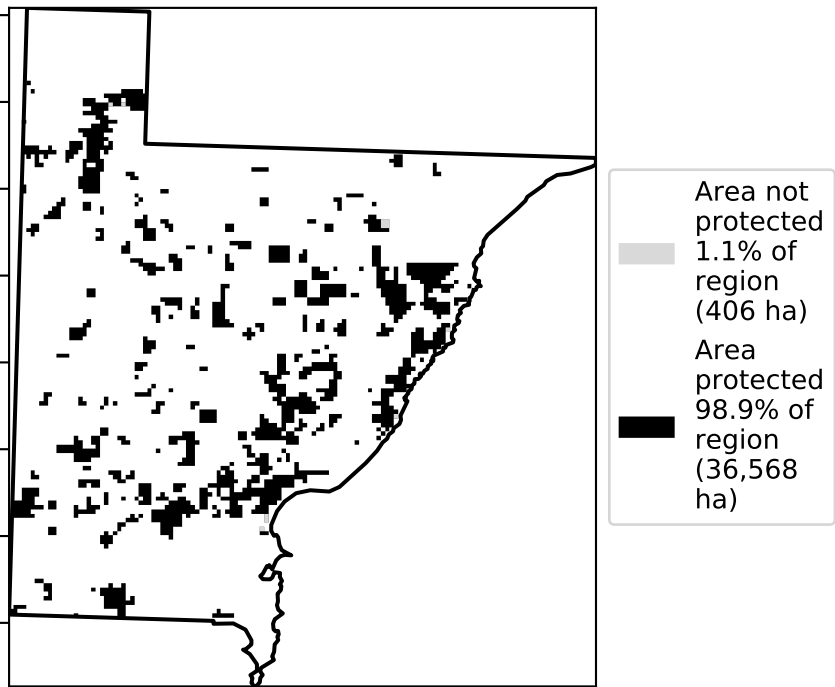 Area not
protected
1.1% of
region
(406 ha)
Area
protected
98.9% of
region
(36,568
ha)